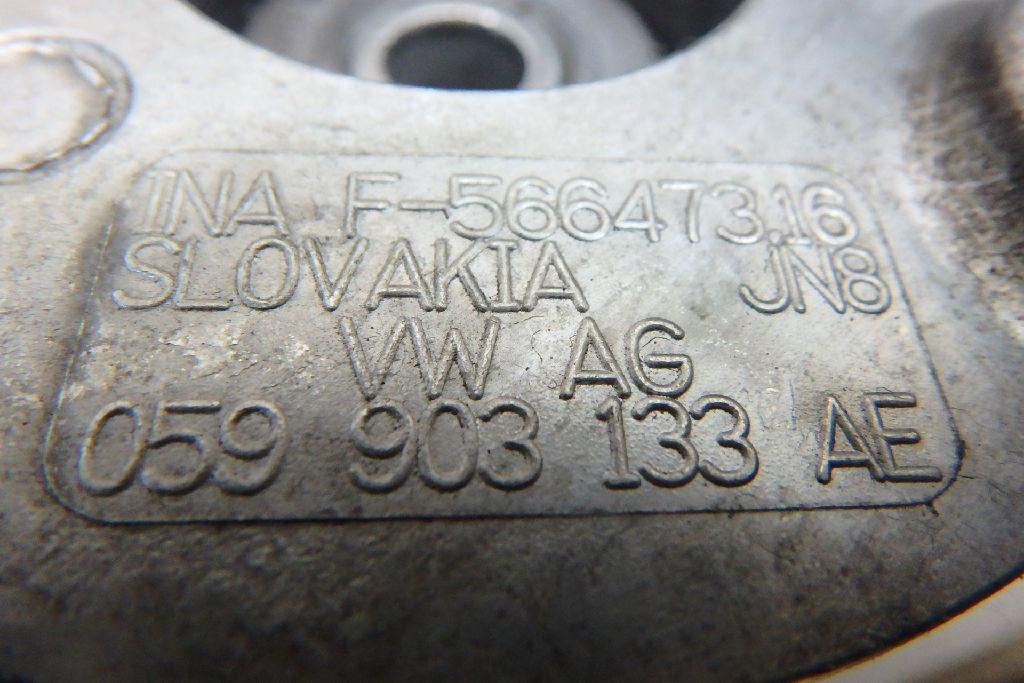 INA F-566473.16
SLOVAKIA JN8
VW AG
059 903 133 AE